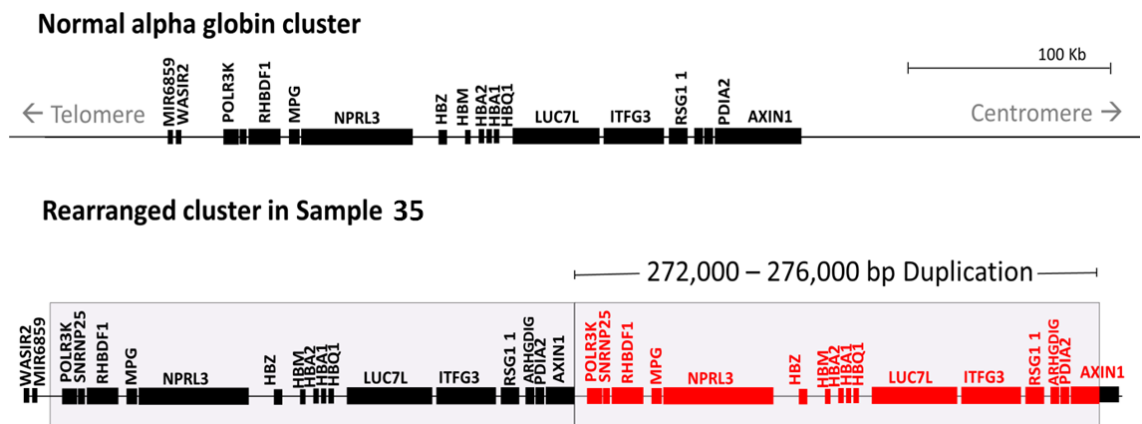 Normal alpha globin cluster
100 Kb
← Telomere
MIR6859
WASIR2
POLR3K
RHBDF1
MPG
NPRL3
HBZ
HBM
HBA2
HBA1
HBQ1
LUC7L
ITFG3
RSG1 1
PDIA2
AXIN1
Centromere →
Rearranged cluster in Sample 35
272,000 – 276,000 bp Duplication
WASIR2
MIR6859
POLR3K
SNRNP25
RHBDF1
MPG
NPRL3
HBZ
HBM
HBA2
HBA1
HBQ1
LUC7L
ITFG3
RSG1 1
ARHGDIG
PDIA2
AXIN1
POLR3K
SNRNP25
RHBDF1
MPG
NPRL3
HBZ
HBM
HBA2
HBA1
HBQ1
LUC7L
ITFG3
RSG1 1
ARHGDIG
PDIA2
AXIN1